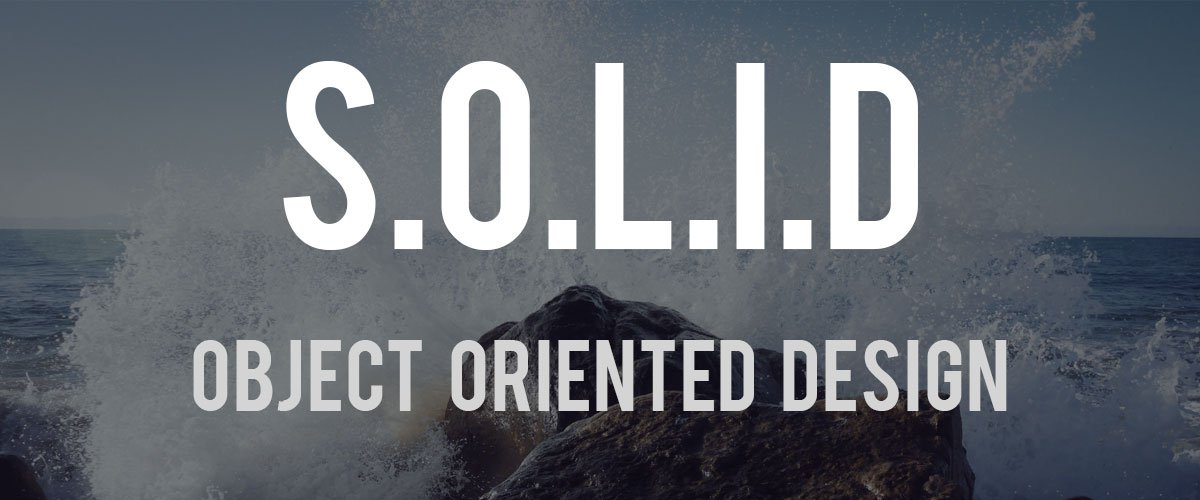 S.O.L.I.D
OBJECT ORIENTED DESIGN